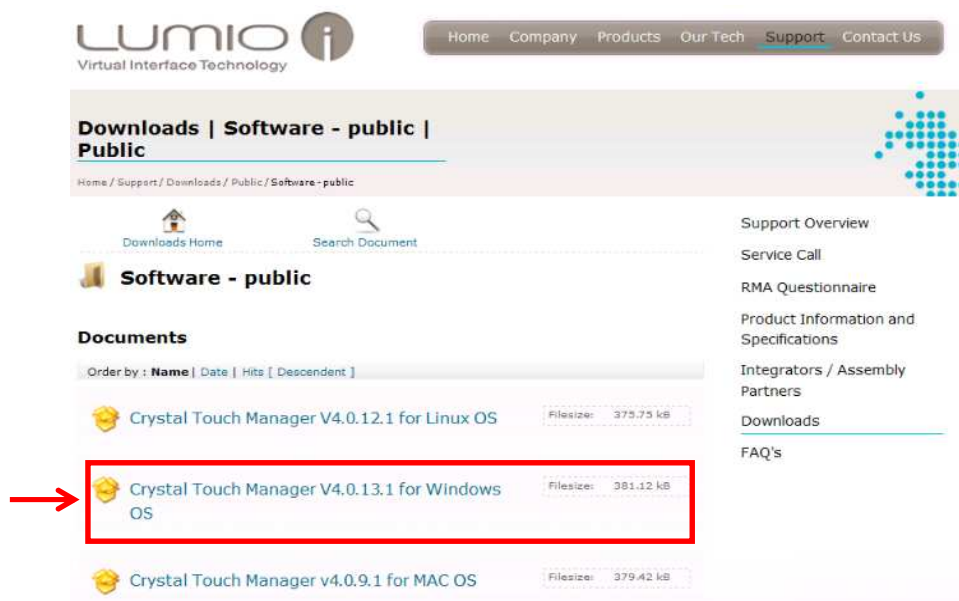 LUMIO i
Virtual Interface Technology
Home Company Products Our Tech Support Contact Us
Downloads | Software - public |
Public
Home / Support / Downloads / Public / Software - public
Downloads Home Search Document
Software - public
Documents
Order by : Name | Date | Hits [ Descendent ]
Crystal Touch Manager V4.0.12.1 for Linux OS Filesize: 375.75 kB
Crystal Touch Manager V4.0.13.1 for Windows Filesize: 381.12 kB
OS
Crystal Touch Manager v4.0.9.1 for MAC OS Filesize: 379.42 kB
Support Overview
Service Call
RMA Questionnaire
Product Information and
Specifications
Integrators / Assembly
Partners
Downloads
FAQ's